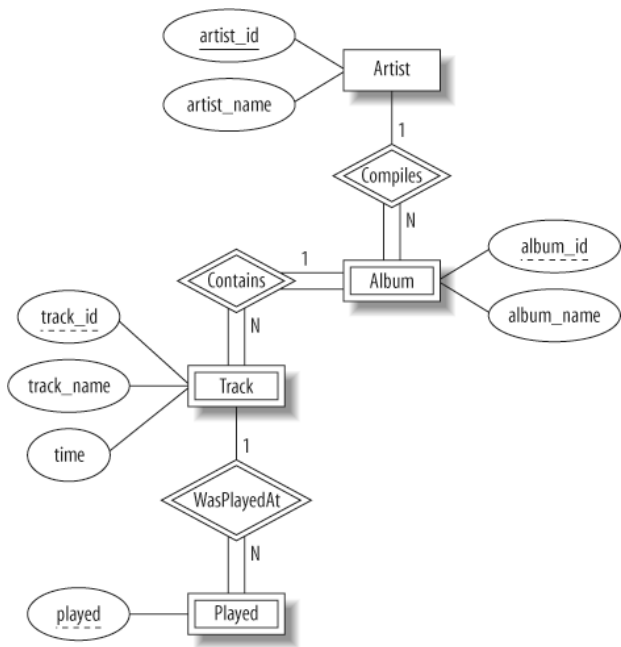 artist_id
Artist
artist_name
1
Compiles
N
album_id
1
Contains
Album
album_name
track_id
N
track_name
Track
time
1
WasPlayedAt
N
played
Played